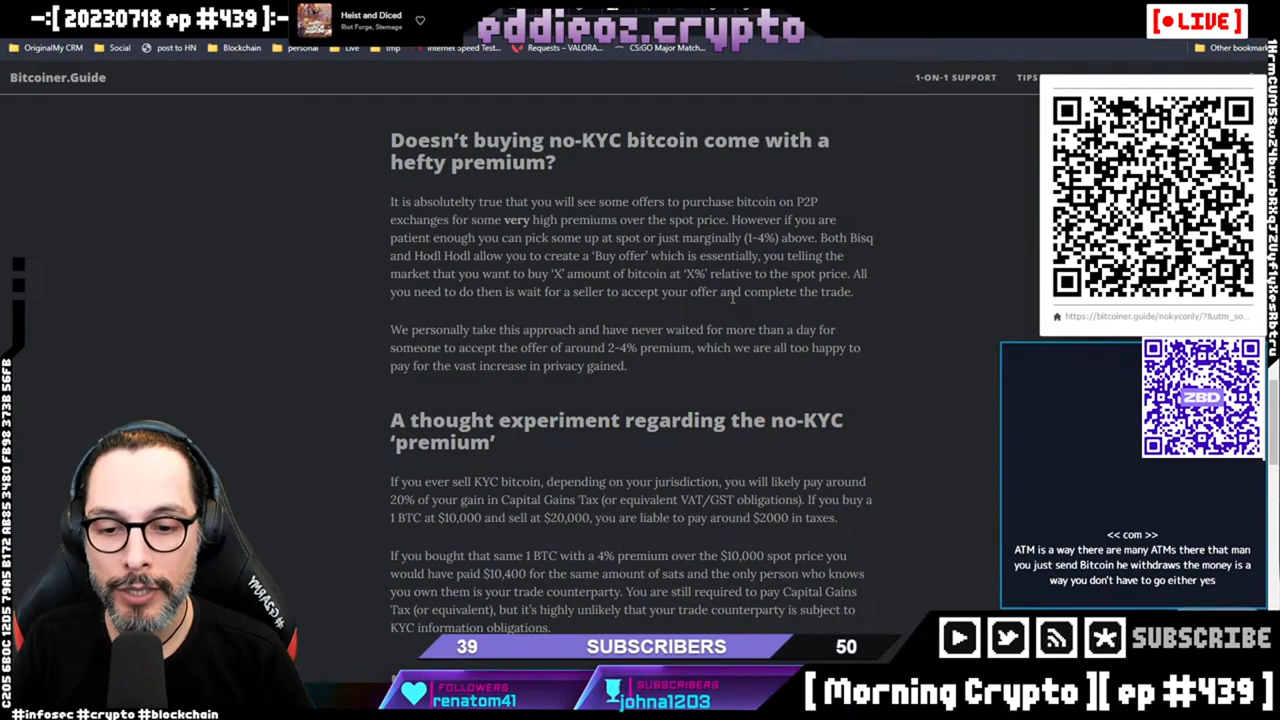 -:[ 20230718 ep #439 ]:-
Heist and Diced
Riot Forge, Stemage
eddieoz.crypto
[ ● LIVE ]
OriginalMy CRM
Social
post to HN
Blockchain
personal
Live
tmp
Internet Speed Test...
Requests – VALORA...
CS:GO Major Match...
Other bookmar
Bitcoiner.Guide
1-ON-1 SUPPORT
TIPS
Doesn’t buying no-KYC bitcoin come with a
hefty premium?
It is absolutelty true that you will see some offers to purchase bitcoin on P2P
exchanges for some very high premiums over the spot price. However if you are
patient enough you can pick some up at spot or just marginally (1-4%) above. Both Bisq
and Hodl Hodl allow you to create a ‘Buy offer’ which is essentially, you telling the
market that you want to buy ‘X’ amount of bitcoin at ‘X%’ relative to the spot price. All
you need to do then is wait for a seller to accept your offer and complete the trade.
We personally take this approach and have never waited for more than a day for
someone to accept the offer of around 2-4% premium, which we are all too happy to
pay for the vast increase in privacy gained.
A thought experiment regarding the no-KYC
‘premium’
If you ever sell KYC bitcoin, depending on your jurisdiction, you will likely pay around
20% of your gain in Capital Gains Tax (or equivalent VAT/GST obligations). If you buy a
1 BTC at $10,000 and sell at $20,000, you are liable to pay around $2000 in taxes.
If you bought that same 1 BTC with a 4% premium over the $10,000 spot price you
would have paid $10,400 for the same amount of sats and the only person who knows
you own them is your trade counterparty. You are still required to pay Capital Gains
Tax (or equivalent), but it’s highly unlikely that your trade counterparty is subject to
KYC information obligations.
https://bitcoiner.guide/nokyconly/?&utm_so...
ZBD
<< com >>
ATM is a way there are many ATMs there that man
you just send Bitcoin he withdraws the money is a
way you don't have to go either yes
39
SUBSCRIBERS
50
SUBSCRIBE
FOLLOWERS
renatom41
SUBSCRIBERS
johna1203
[ Morning Crypto ][ ep #439 ]
#infosec #crypto #blockchain